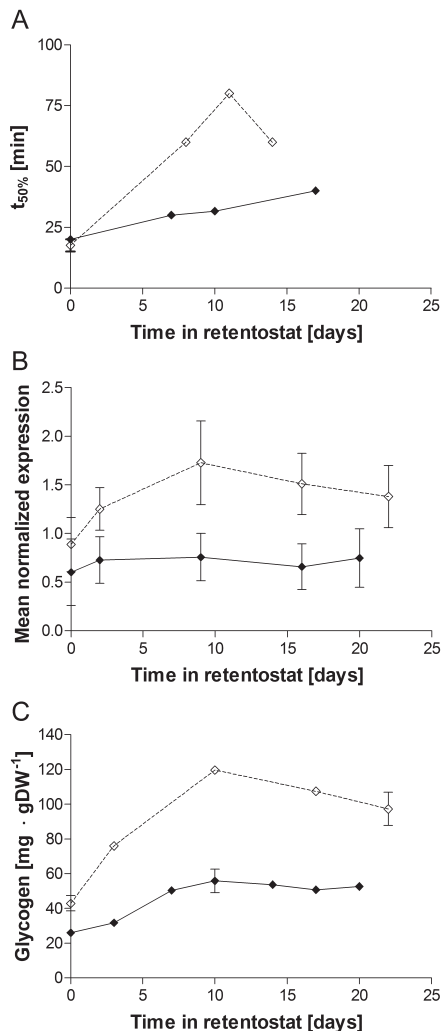 A
t50% [min]
100
75
50
25
0
0 5 10 15 20 25
Time in retentostat [days]
B
Mean normalized expression
2.5
2.0
1.5
1.0
0.5
0.0
0 5 10 15 20 25
Time in retentostat [days]
C
Glycogen [mg · gDW⁻¹]
140
120
100
80
60
40
20
0
0 5 10 15 20 25
Time in retentostat [days]